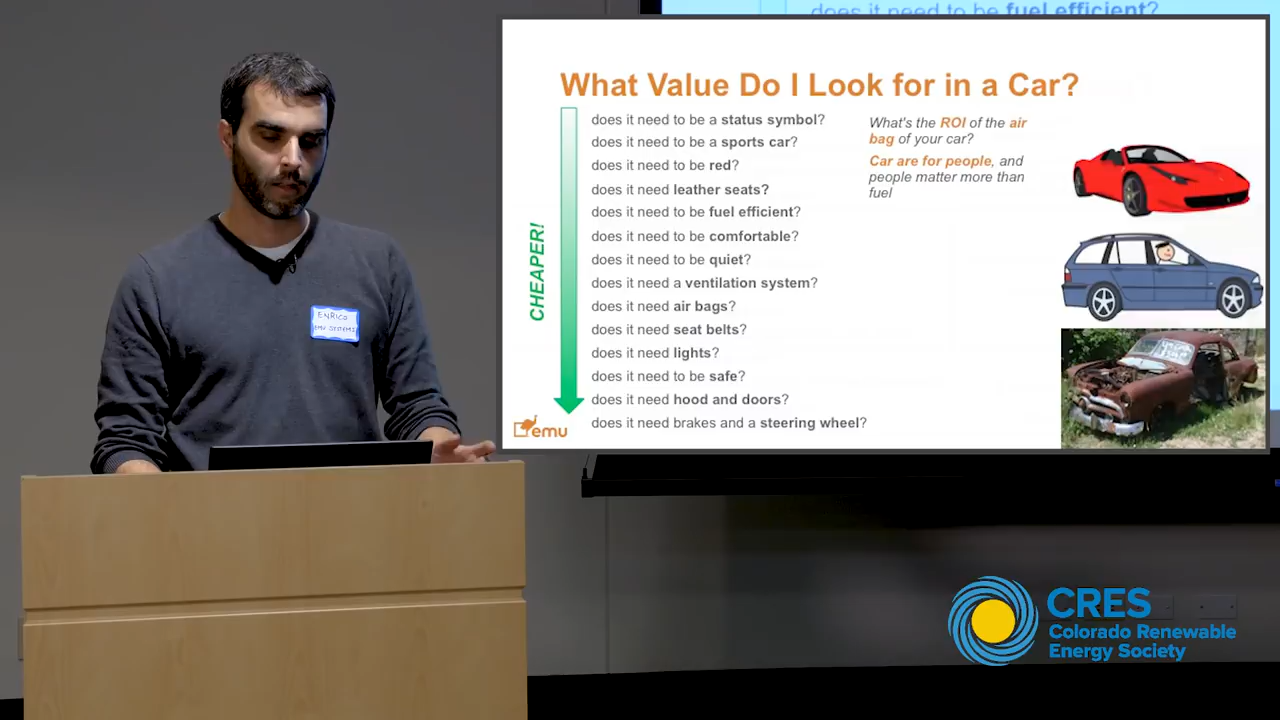 does it need to be fuel efficient?
What Value Do I Look for in a Car?
does it need to be a status symbol?
does it need to be a sports car?
does it need to be red?
does it need leather seats?
does it need to be fuel efficient?
does it need to be comfortable?
does it need to be quiet?
does it need a ventilation system?
does it need air bags?
does it need seat belts?
does it need lights?
does it need to be safe?
does it need hood and doors?
does it need brakes and a steering wheel?
What's the ROI of the air
bag of your car?
Car are for people, and
people matter more than
fuel
CHEAPER!
emu
ENRICO
EMU SYSTEMS
CRES
Colorado Renewable
Energy Society